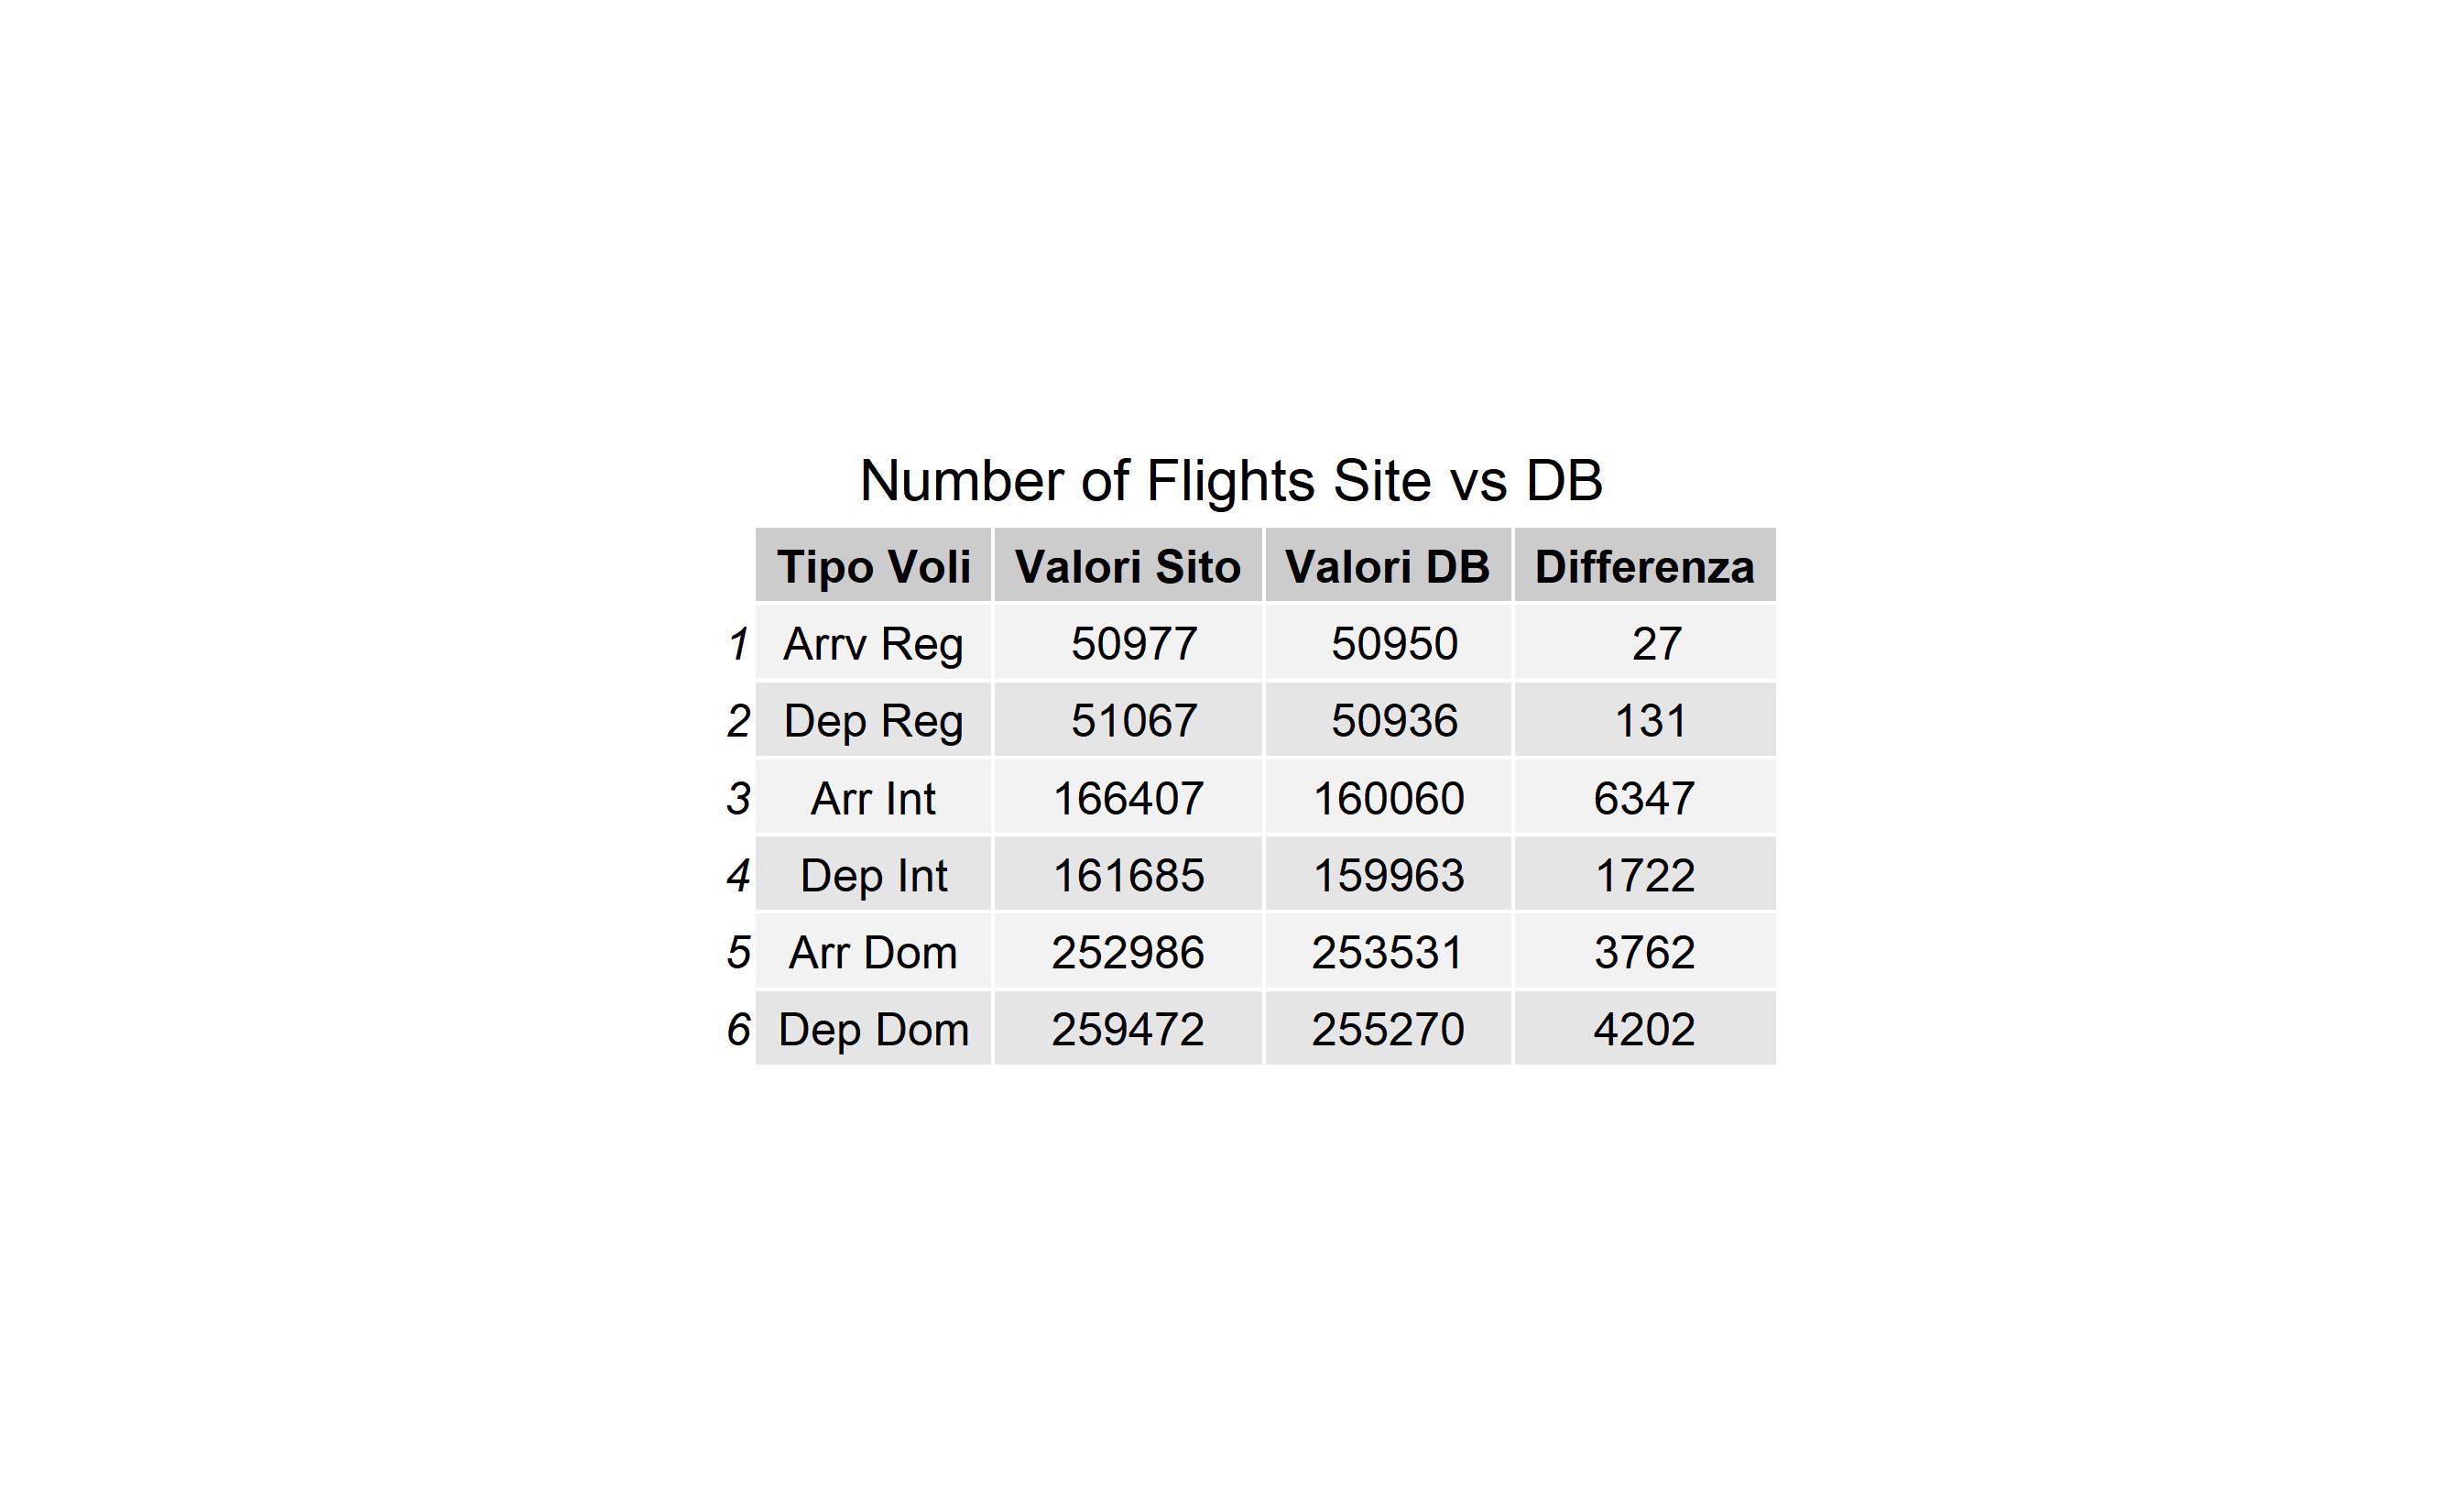 Number of Flights Site vs DB
Tipo Voli Valori Sito Valori DB Differenza
1 Arrv Reg 50977 50950 27
2 Dep Reg 51067 50936 131
3 Arr Int 166407 160060 6347
4 Dep Int 161685 159963 1722
5 Arr Dom 252986 253531 3762
6 Dep Dom 259472 255270 4202